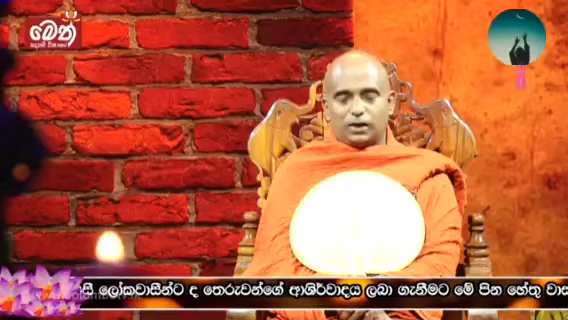 මෙත්
සී ලෝකවාසීන්ට ද තෙරුවන්ගේ ආශිර්වාදය ලබා ගැනීමට මේ පින හේතු වාස